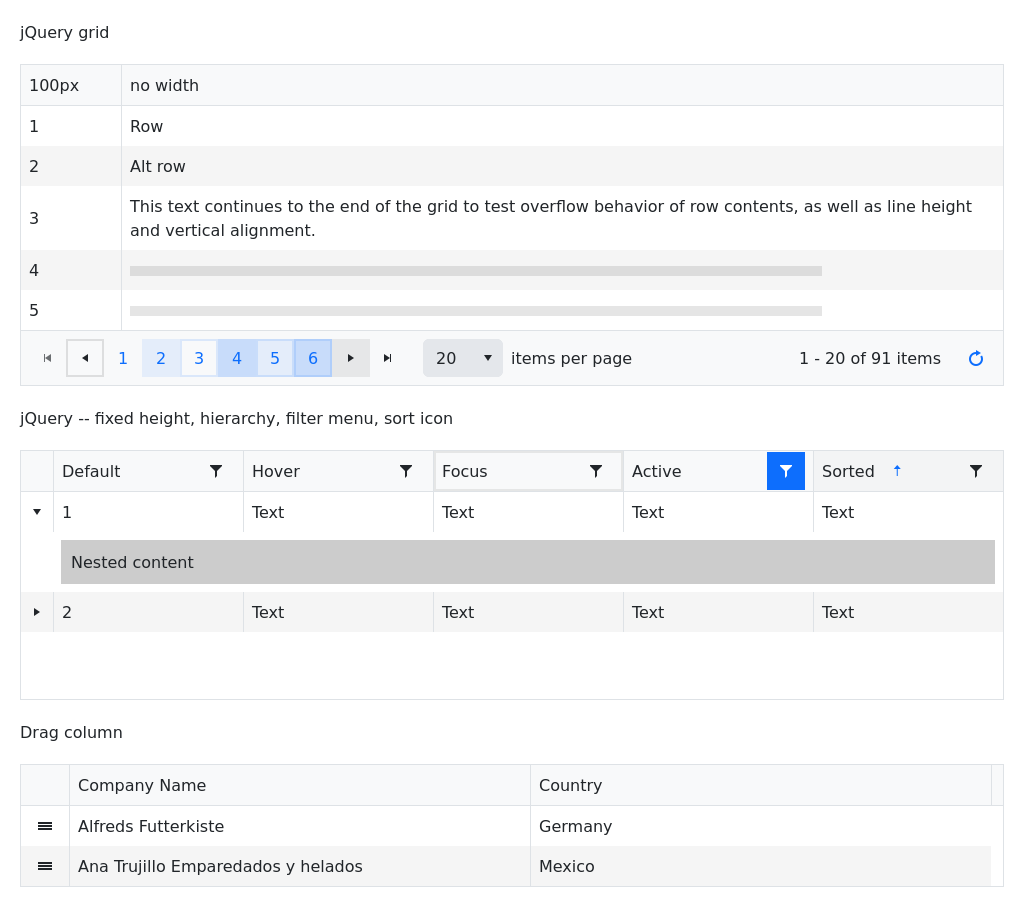 jQuery grid
100px no width
1 Row
2 Alt row
3 This text continues to the end of the grid to test overflow behavior of row contents, as well as line height
and vertical alignment.
4
5
1 2 3 4 5 6 20 items per page 1 - 20 of 91 items
jQuery -- fixed height, hierarchy, filter menu, sort icon
Default Hover Focus Active Sorted
1 Text Text Text Text
Nested content
2 Text Text Text Text
Drag column
Company Name Country
Alfreds Futterkiste Germany
Ana Trujillo Emparedados y helados Mexico